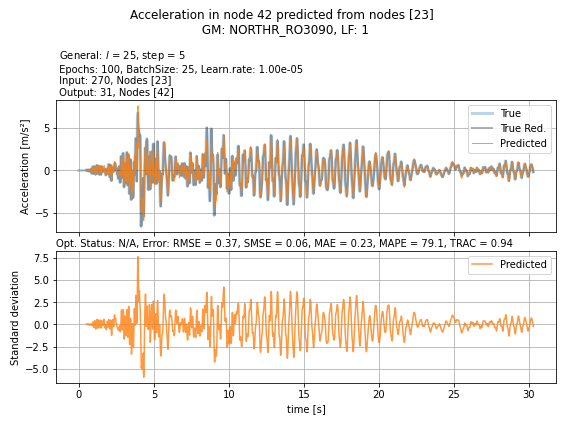 Acceleration in node 42 predicted from nodes [23]
GM: NORTHR_RO3090, LF: 1
General: l = 25, step = 5
Epochs: 100, BatchSize: 25, Learn.rate: 1.00e-05
Input: 270, Nodes [23]
Output: 31, Nodes [42]
True
True Red.
Predicted
Acceleration [m/s²]
5
0
−5
Opt. Status: N/A, Error: RMSE = 0.37, SMSE = 0.06, MAE = 0.23, MAPE = 79.1, TRAC = 0.94
Predicted
Standard deviation
7.5
5.0
2.5
0.0
−2.5
−5.0
0 5 10 15 20 25 30
time [s]